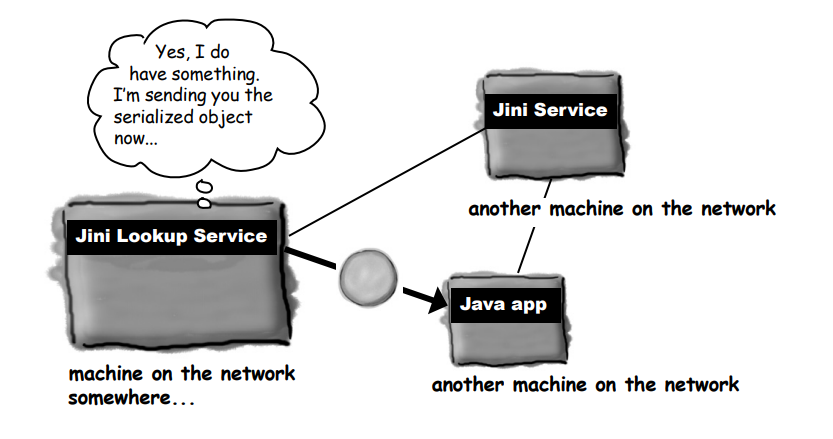 Yes, I do
have something.
I'm sending you the
serialized object
now...
Jini Service
another machine on the network
Jini Lookup Service
Java app
machine on the network
somewhere...
another machine on the network